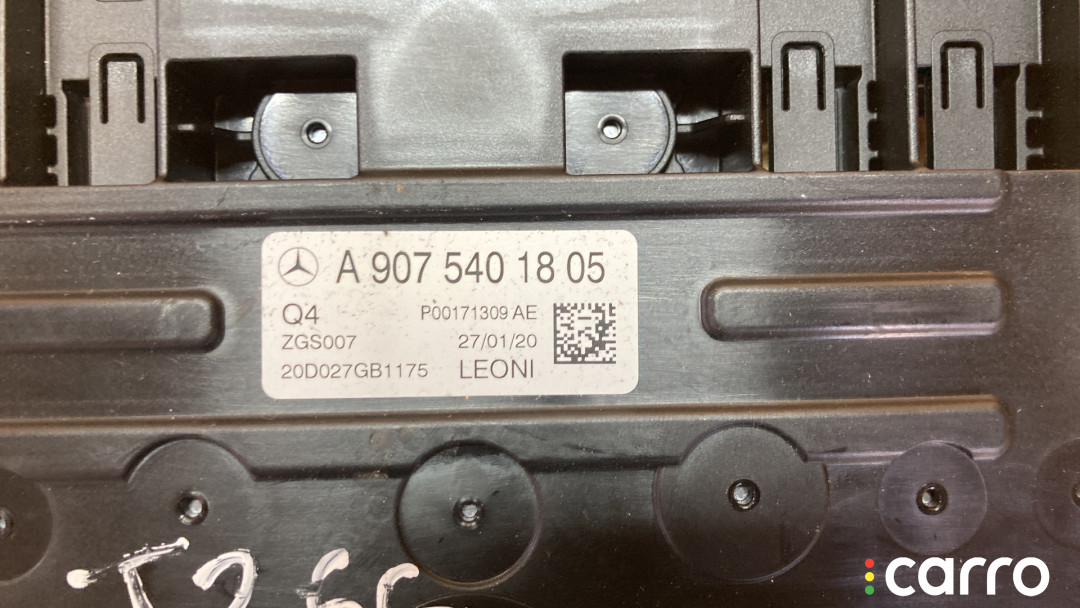 A 907 540 18 05
Q4 P00171309 AE
ZGS007 27/01/20
20D027GB1175 LEONI
carro